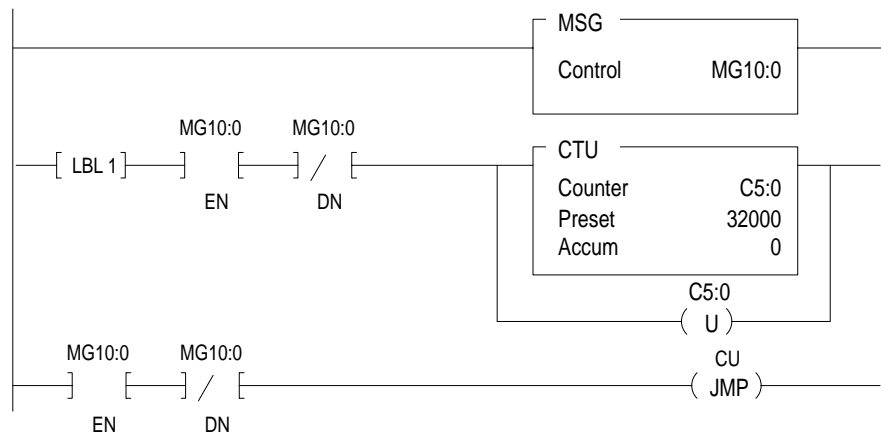 MSG
Control MG10:0
MG10:0 MG10:0
LBL 1
EN DN
CTU
Counter C5:0
Preset 32000
Accum 0
C5:0
U
CU
MG10:0 MG10:0
JMP
EN DN